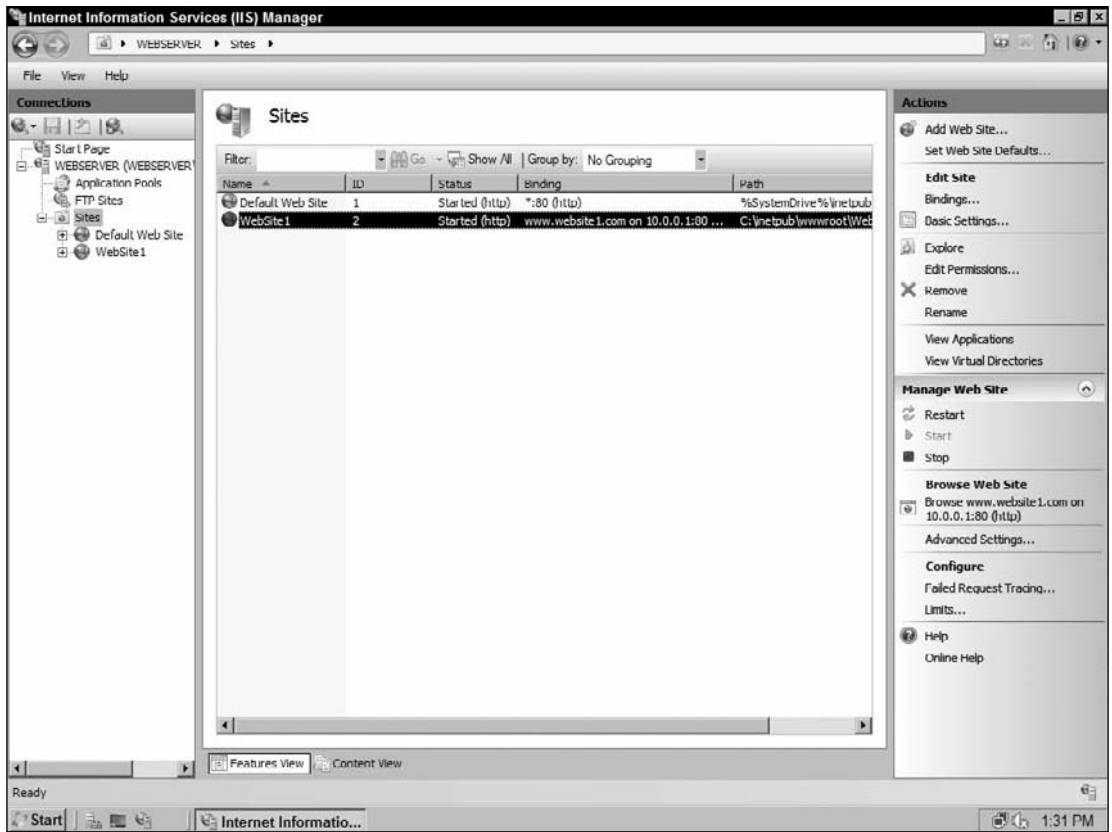 Internet Information Services (IIS) Manager
WEBSERVER Sites
File View Help
Connections
Start Page
WEBSERVER (WEBSERVER\
Application Pools
FTP Sites
Sites
Default Web Site
WebSite1
Sites
Filter: Go Show All Group by: No Grouping
Name ID Status Binding Path
Default Web Site 1 Started (http) *:80 (http) %SystemDrive%\inetpub
WebSite1 2 Started (http) www.website1.com on 10.0.0.1:80 ... C:\inetpub\wwwroot\Web
Features View Content View
Actions
Add Web Site...
Set Web Site Defaults...
Edit Site
Bindings...
Basic Settings...
Explore
Edit Permissions...
Remove
Rename
View Applications
View Virtual Directories
Manage Web Site
Restart
Start
Stop
Browse Web Site
Browse www.website1.com on
10.0.0.1:80 (http)
Advanced Settings...
Configure
Failed Request Tracing...
Limits...
Help
Online Help
Ready
Start Internet Informatio... 1:31 PM